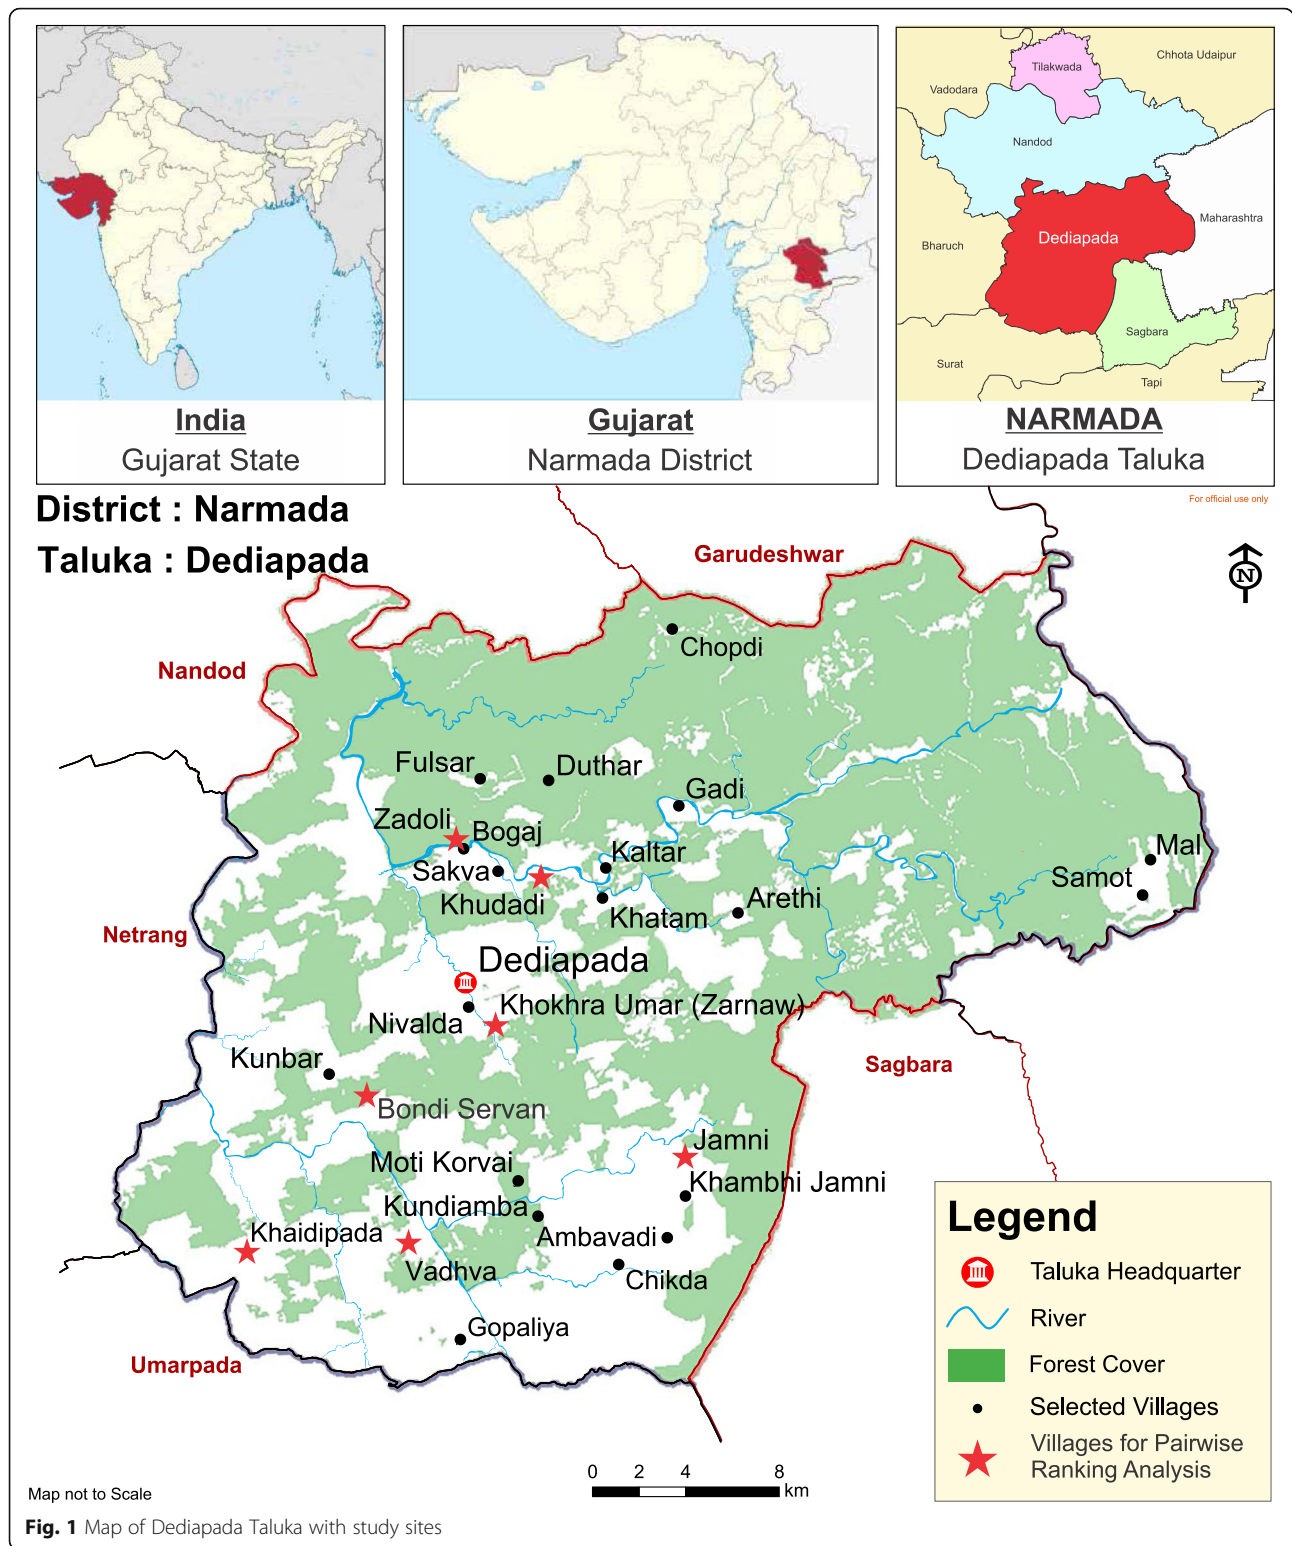 India
Gujarat State
Gujarat
Narmada District
Tilakwada
Chhota Udaipur
Vadodara
Nandod
Maharashtra
Dediapada
Bharuch
Sagbara
Surat
Tapi
NARMADA
Dediapada Taluka
For official use only
District : Narmada
Taluka : Dediapada
Garudeshwar
N
Chopdi
Nandod
Fulsar
Duthar
Gadi
Zadoli
Bogaj
Kaltar
Mal
Sakva
Samot
Khudadi
Khatam
Arethi
Netrang
Dediapada
Khokhra Umar (Zarnaw)
Nivalda
Kunbar
Sagbara
Bondi Servan
Jamni
Moti Korvai
Khambhi Jamni
Kundiamba
Khaidipada
Ambavadi
Vadhva
Chikda
Gopaliya
Umarpada
Legend
Taluka Headquarter
River
Forest Cover
Selected Villages
Villages for Pairwise
Ranking Analysis
0 2 4 8
km
Map not to Scale
Fig. 1 Map of Dediapada Taluka with study sites